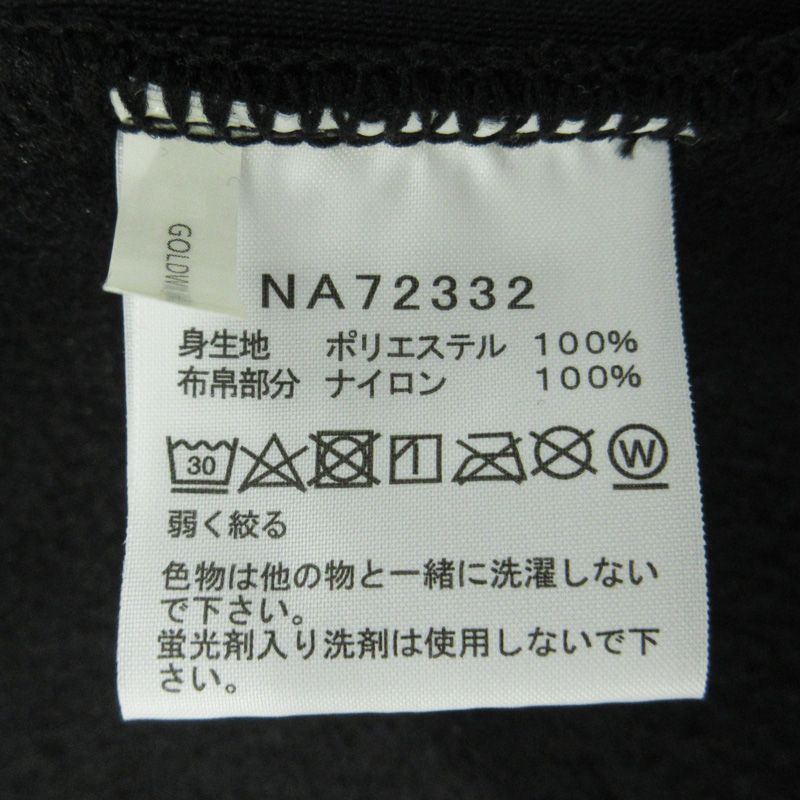 GOLDWIN
NA72332
身生地 ポリエステル 100%
布帛部分 ナイロン 100%
30 W
弱く絞る
色物は他の物と一緒に洗濯しない
で下さい。
蛍光剤入り洗剤は使用しないで下
さい。